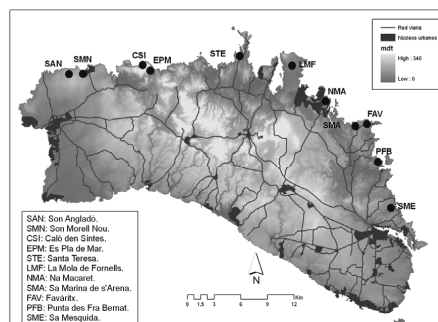 Red viaria
Núcleos urbanos
mdt
High : 346
Low : 0
SAN
SMN
CSI
EPM
STE
LMF
NMA
SMA
FAV
PFB
SME
SAN: Son Angladò.
SMN: Son Morell Nou.
CSI: Calò den Sintes.
EPM: Es Pla de Mar.
STE: Santa Teresa.
LMF: La Mola de Fornells.
NMA: Na Macaret.
SMA: Sa Marina de s'Arena.
FAV: Favàritx.
PFB: Punta des Fra Bernat.
SME: Sa Mesquida.
N
0 1,5 3 6 9 12 Km